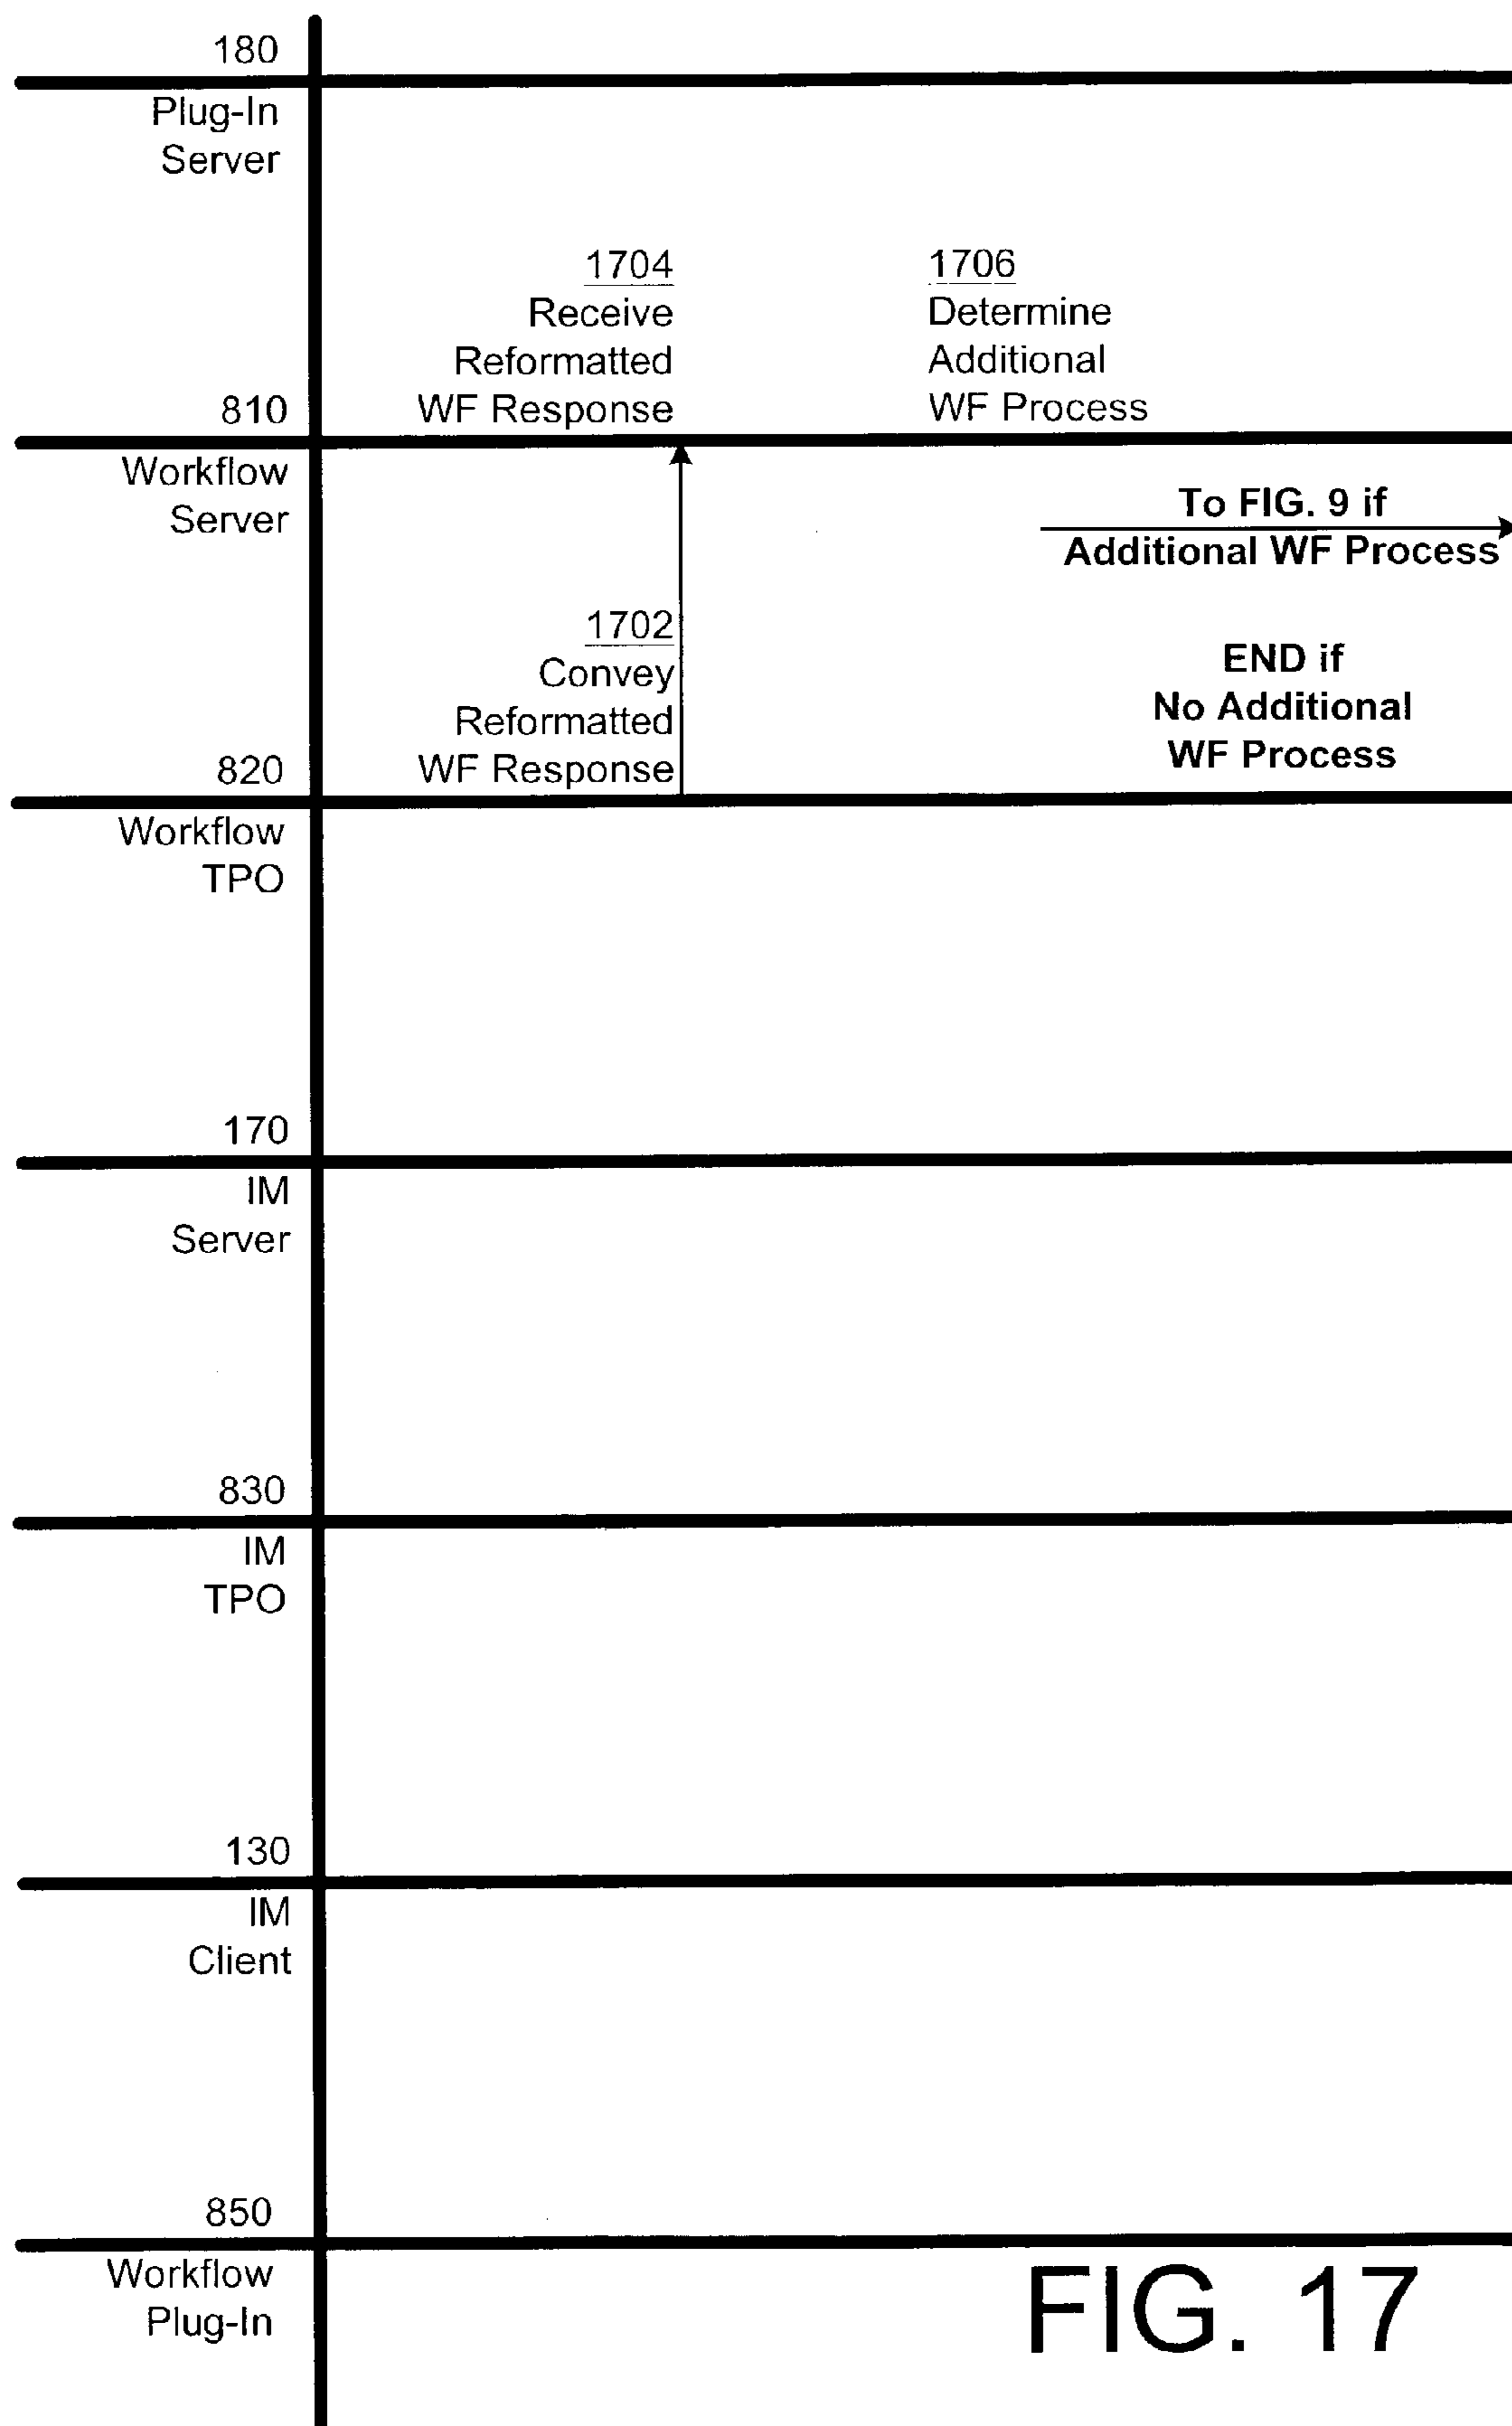 180
Plug-In
Server
1704
Receive
Reformatted
WF Response
1706
Determine
Additional
WF Process
810
Workflow
Server
To FIG. 9 if
Additional WF Process
1702
Convey
Reformatted
WF Response
END if
No Additional
WF Process
820
Workflow
TPO
170
IM
Server
830
IM
TPO
130
IM
Client
850
Workflow
Plug-In
FIG. 17